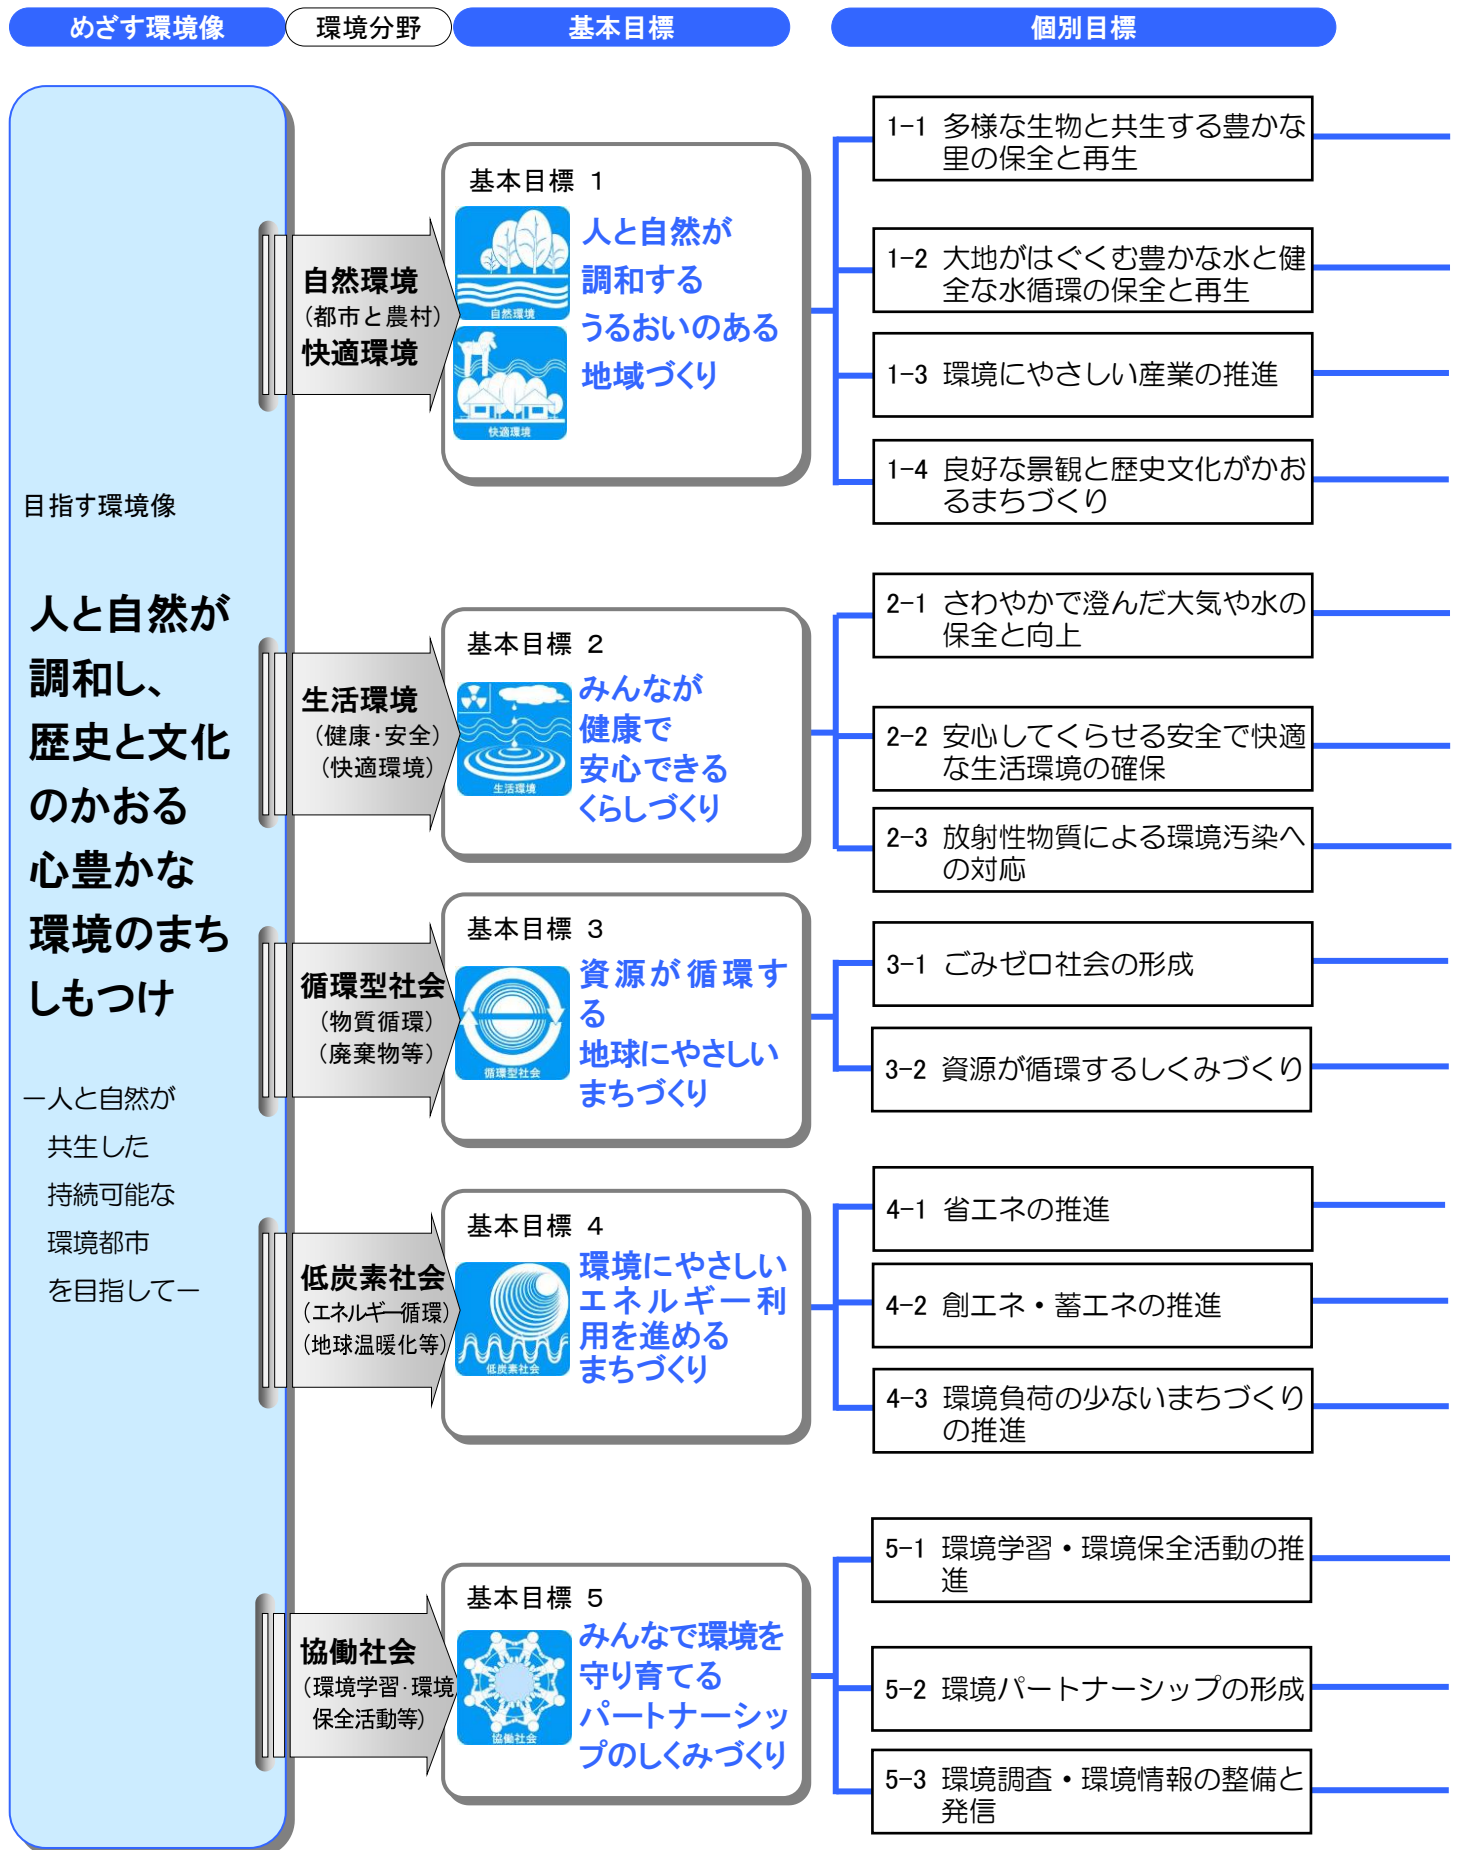 めざす環境像
環境分野
基本目標
個別目標
目指す環境像
人と自然が
調和し、
歴史と文化
のかおる
心豊かな
環境のまち
しもつけ
－人と自然が
共生した
持続可能な
環境都市
を目指して－
自然環境
（都市と農村）
快適環境
基本目標 1
自然環境
快適環境
人と自然が
調和する
うるおいのある
地域づくり
1-1 多様な生物と共生する豊かな
里の保全と再生
1-2 大地がはぐくむ豊かな水と健
全な水循環の保全と再生
1-3 環境にやさしい産業の推進
1-4 良好な景観と歴史文化がかお
るまちづくり
生活環境
（健康・安全）
（快適環境）
基本目標 2
生活環境
みんなが
健康で
安心できる
くらしづくり
2-1 さわやかで澄んだ大気や水の
保全と向上
2-2 安心してくらせる安全で快適
な生活環境の確保
2-3 放射性物質による環境汚染へ
の対応
循環型社会
（物質循環）
（廃棄物等）
基本目標 3
循環型社会
資源が循環す
る
地球にやさしい
まちづくり
3-1 ごみゼロ社会の形成
3-2 資源が循環するしくみづくり
低炭素社会
（エネルギー循環）
（地球温暖化等）
基本目標 4
低炭素社会
環境にやさしい
エネルギー利
用を進める
まちづくり
4-1 省エネの推進
4-2 創エネ・蓄エネの推進
4-3 環境負荷の少ないまちづくり
の推進
協働社会
（環境学習・環境
保全活動等）
基本目標 5
協働社会
みんなで環境を
守り育てる
パートナーシッ
プのしくみづくり
5-1 環境学習・環境保全活動の推
進
5-2 環境パートナーシップの形成
5-3 環境調査・環境情報の整備と
発信